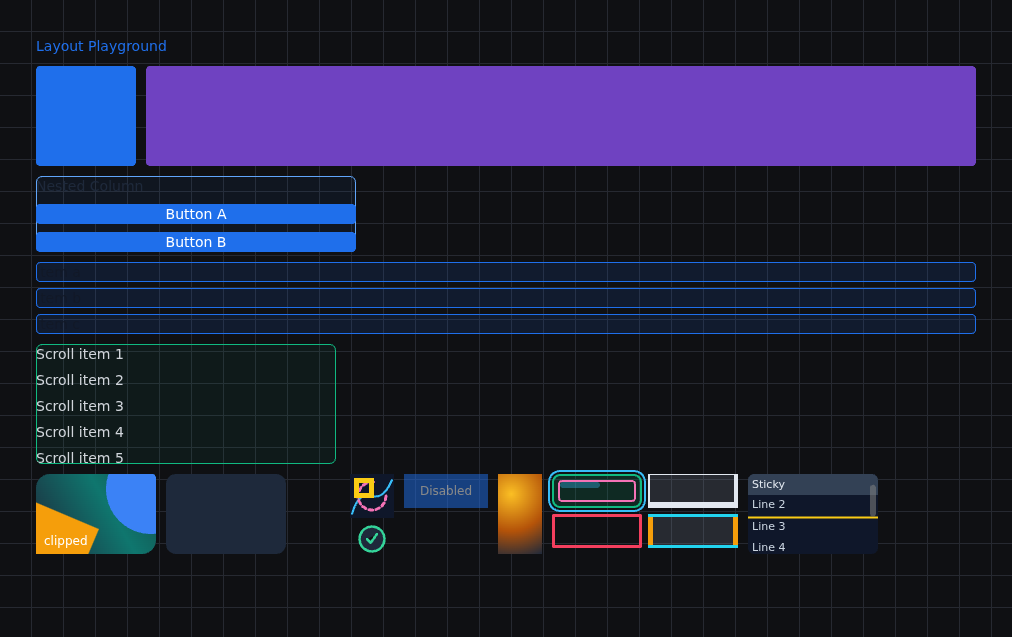 Layout Playground
Nested Column
Button A
Button B
Scroll item 1
Scroll item 2
Scroll item 3
Scroll item 4
Scroll item 5
clipped
Disabled
Sticky
Line 2
Line 3
Line 4